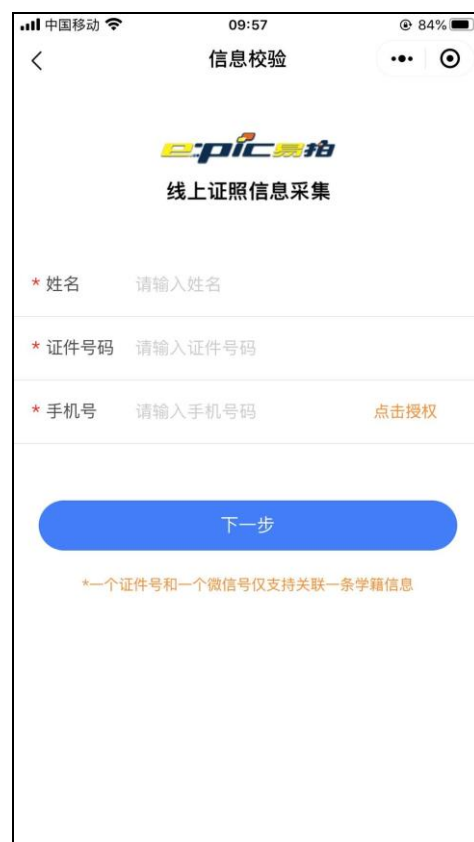 中国移动 09:57 84%
信息校验
e:pic易拍
线上证照信息采集
* 姓名 请输入姓名
* 证件号码 请输入证件号码
* 手机号 请输入手机号码 点击授权
下一步
*一个证件号和一个微信号仅支持关联一条学籍信息